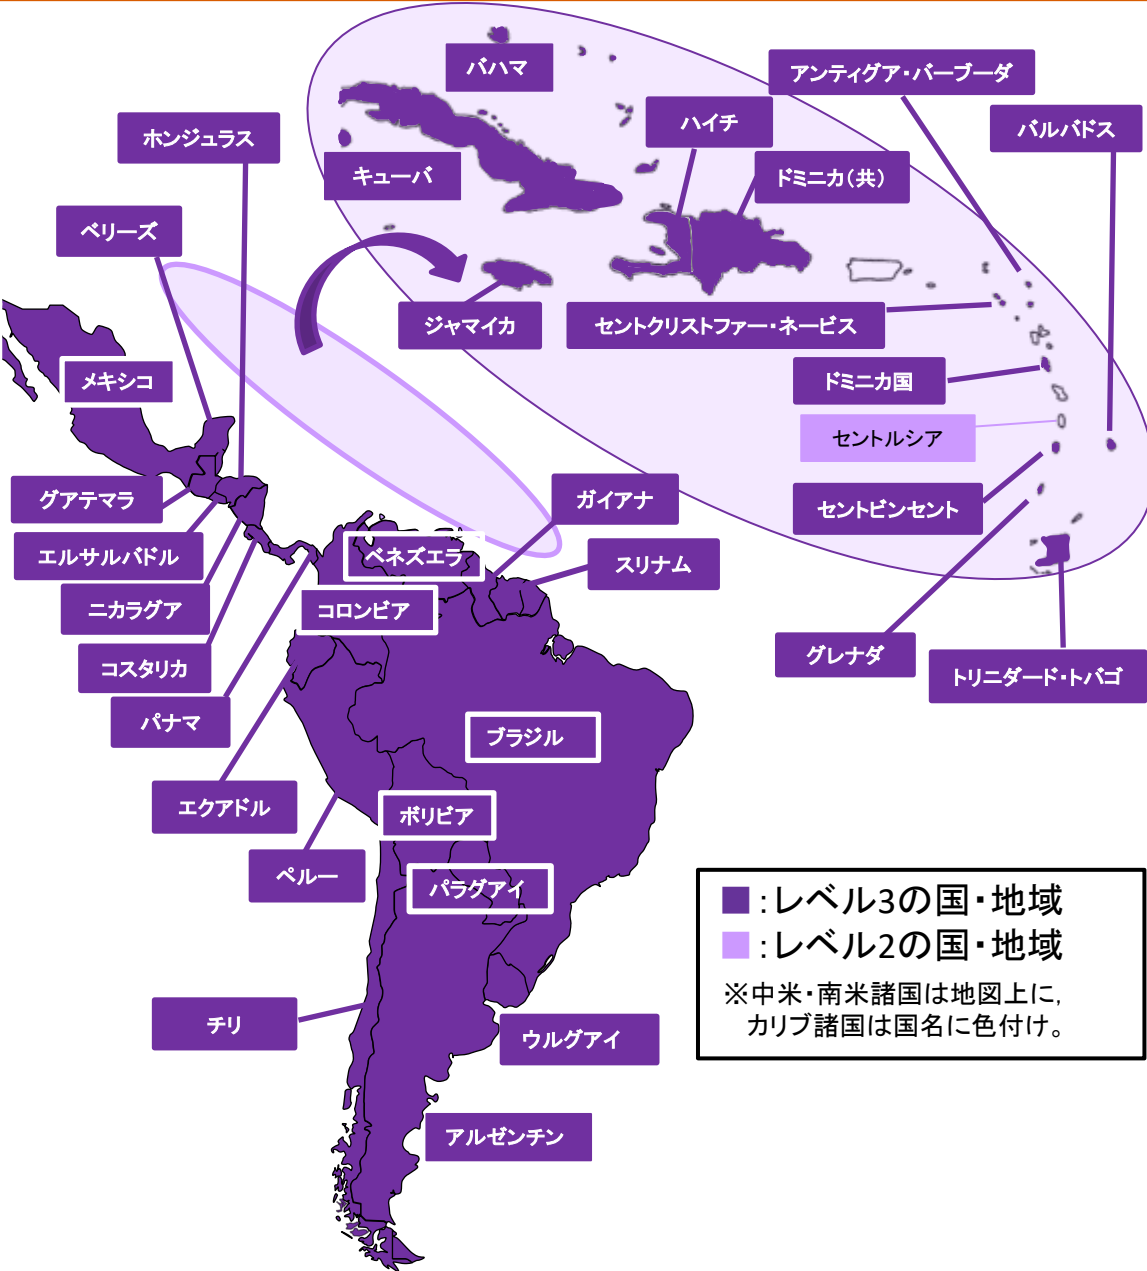 バハマ
アンティグア・バーブーダ
ホンジュラス
ハイチ
バルバドス
キューバ
ドミニカ(共)
ベリーズ
ジャマイカ
セントクリストファー・ネービス
メキシコ
ドミニカ国
セントルシア
グアテマラ
ガイアナ
セントビンセント
エルサルバドル
ベネズエラ
スリナム
ニカラグア
コロンビア
コスタリカ
グレナダ
トリニダード・トバゴ
パナマ
ブラジル
エクアドル
ボリビア
ペルー
パラグアイ
■:レベル3の国・地域
■:レベル2の国・地域
※中米・南米諸国は地図上に,
カリブ諸国は国名に色付け。
チリ
ウルグアイ
アルゼンチン